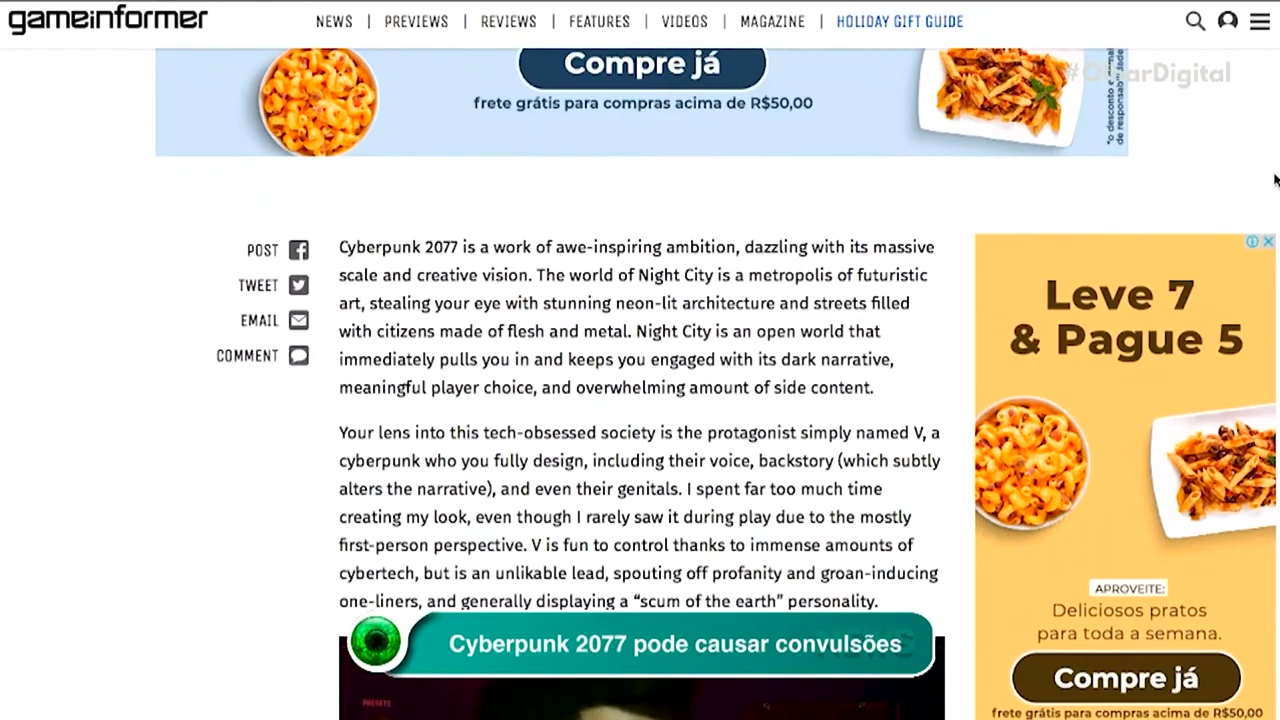 gameinformer
NEWS | PREVIEWS | REVIEWS | FEATURES | VIDEOS | MAGAZINE | HOLIDAY GIFT GUIDE
Compre já
frete grátis para compras acima de R$50,00
POST
TWEET
EMAIL
COMMENT
Cyberpunk 2077 is a work of awe-inspiring ambition, dazzling with its massive
scale and creative vision. The world of Night City is a metropolis of futuristic
art, stealing your eye with stunning neon-lit architecture and streets filled
with citizens made of flesh and metal. Night City is an open world that
immediately pulls you in and keeps you engaged with its dark narrative,
meaningful player choice, and overwhelming amount of side content.
Your lens into this tech-obsessed society is the protagonist simply named V, a
cyberpunk who you fully design, including their voice, backstory (which subtly
alters the narrative), and even their genitals. I spent far too much time
creating my look, even though I rarely saw it during play due to the mostly
first-person perspective. V is fun to control thanks to immense amounts of
cybertech, but is an unlikable lead, spouting off profanity and groan-inducing
one-liners, and generally displaying a “scum of the earth” personality.
Cyberpunk 2077 pode causar convulsões
PRESETS
Leve 7
& Pague 5
APROVEITE:
Deliciosos pratos
para toda a semana.
Compre já
frete grátis para compras acima de R$50,00